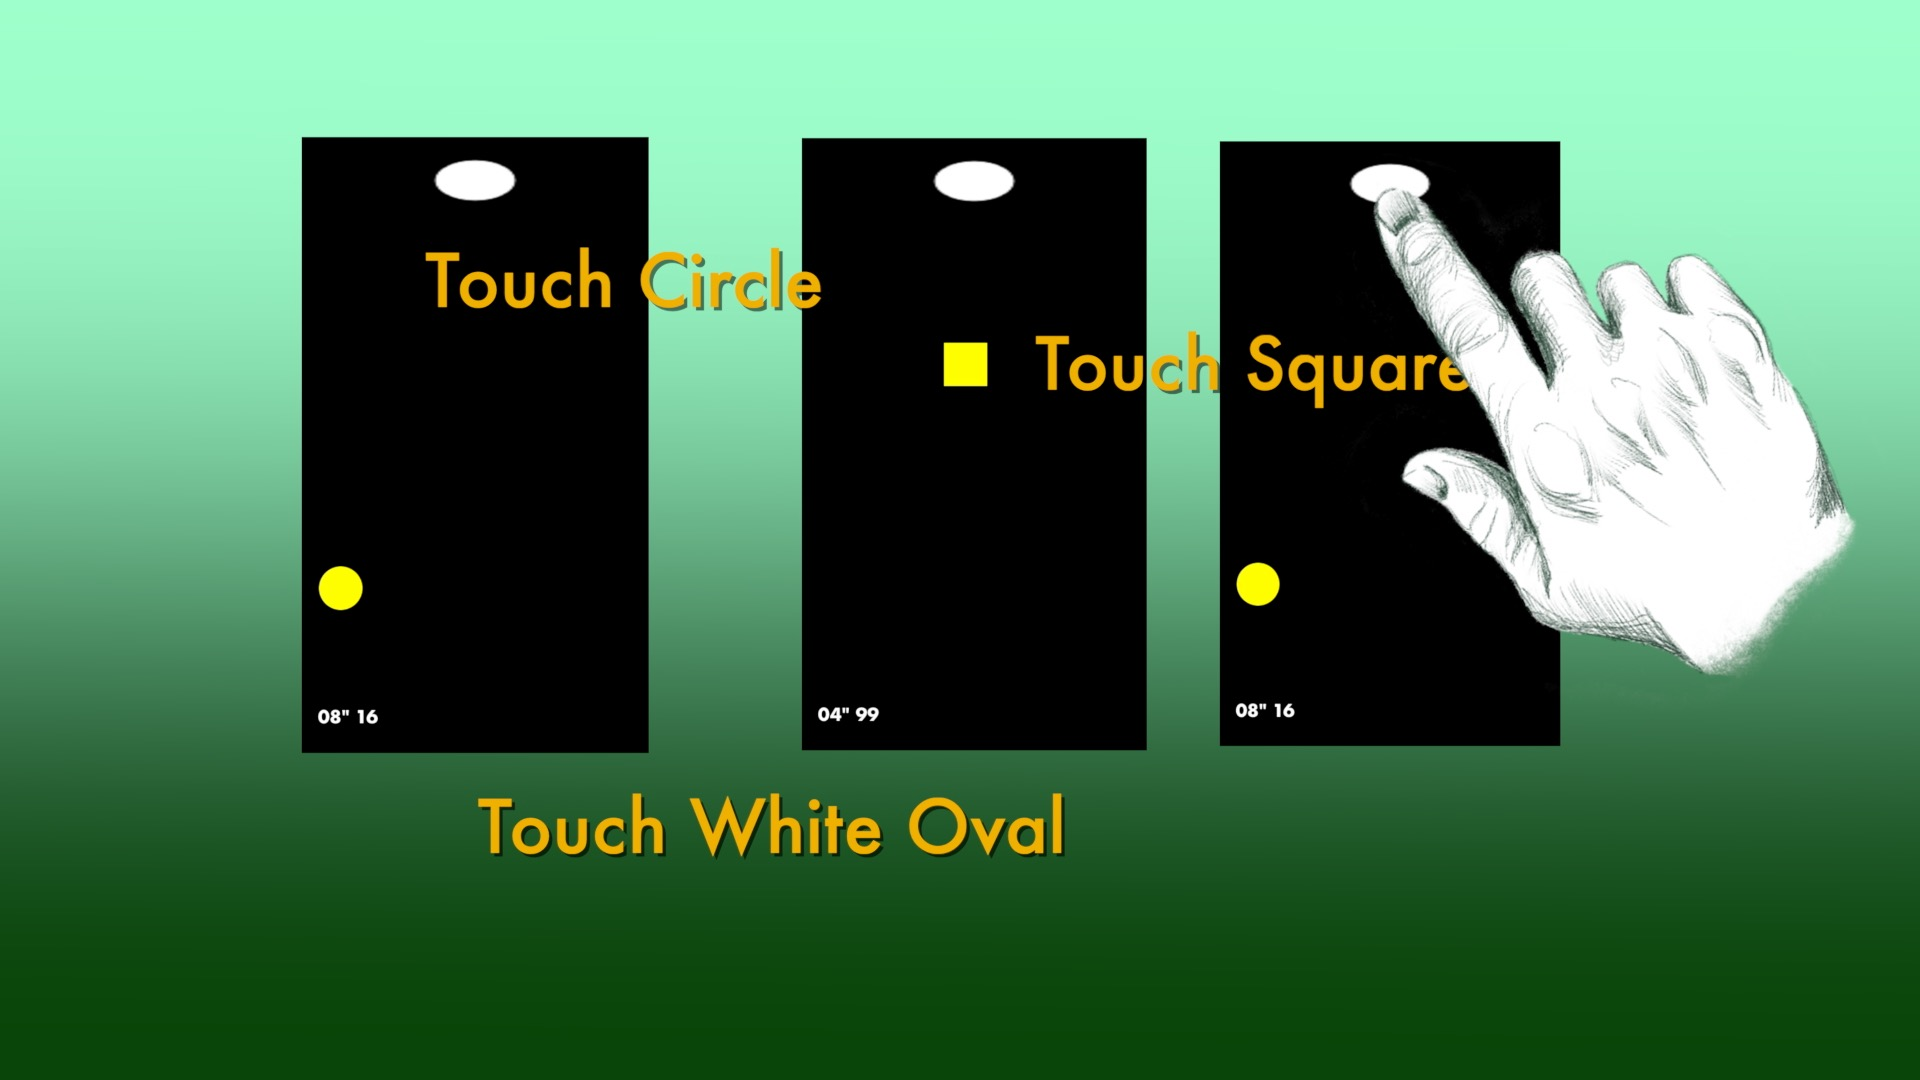 Touch Circle
Touch Square
08" 16
04" 99
08" 16
Touch White Oval